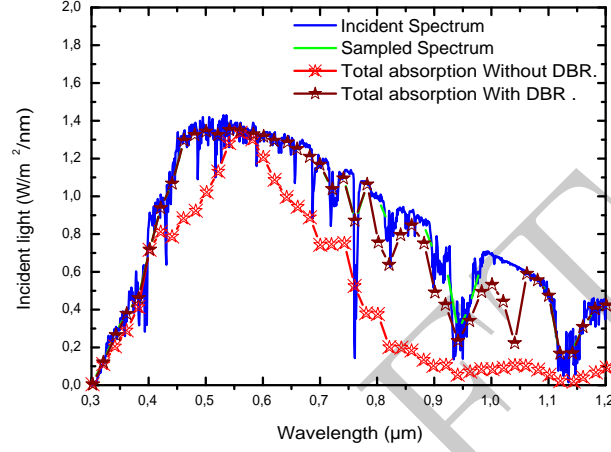 2,0
1,8
1,6
1,4
1,2
1,0
0,8
0,6
0,4
0,2
0,0
Incident light (W/m²/nm)
Incident Spectrum
Sampled Spectrum
Total absorption Without DBR.
Total absorption With DBR .
0,3 0,4 0,5 0,6 0,7 0,8 0,9 1,0 1,1 1,2
Wavelength (µm)